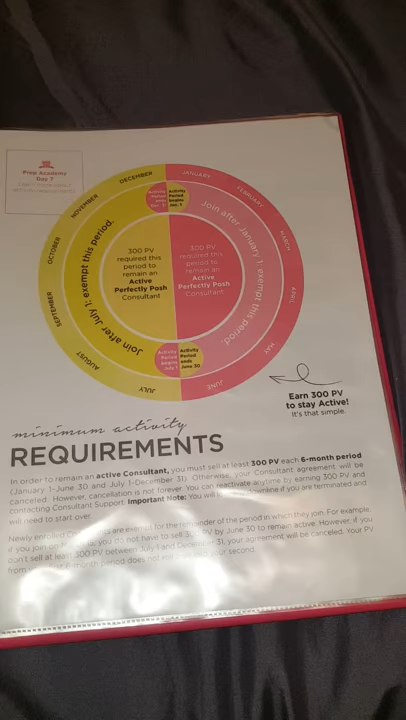 Posh Academy
Day 7
DECEMBER
JANUARY
FEBRUARY
MARCH
APRIL
MAY
JUNE
JULY
AUGUST
SEPTEMBER
OCTOBER
NOVEMBER
Activity
Period
ends
Dec. 31
Activity
Period
begins
Jan. 1
Join after July 1: exempt this period.
Join after January 1: exempt this period.
300 PV
required this
period to
remain an
Active
Perfectly Posh
Consultant
300 PV
required this
period to
remain an
Active
Perfectly Posh
Consultant
Activity
Period
begins
July 1
Activity
Period
ends
June 30
Earn 300 PV
to stay Active!
It's that simple.
minimum activity
REQUIREMENTS
In order to remain an active Consultant, you must sell at least 300 PV each 6-month period
(January 1–June 30 and July 1–December 31). Otherwise, your Consultant agreement will be
canceled. However, cancellation is not forever. You can reactivate anytime by earning 300 PV and
contacting Consultant Support. Important Note: You will downline if you are terminated and
will need to start over.
Newly enrolled are exempt for the remainder of the period in which they join. For example,
if you join on you do not have to sell 300 PV by June 30 to remain active. However, if you
don't sell at least 300 PV between July 1 and December 31, your agreement will be canceled. Your PV
from 6-month period does not your second.